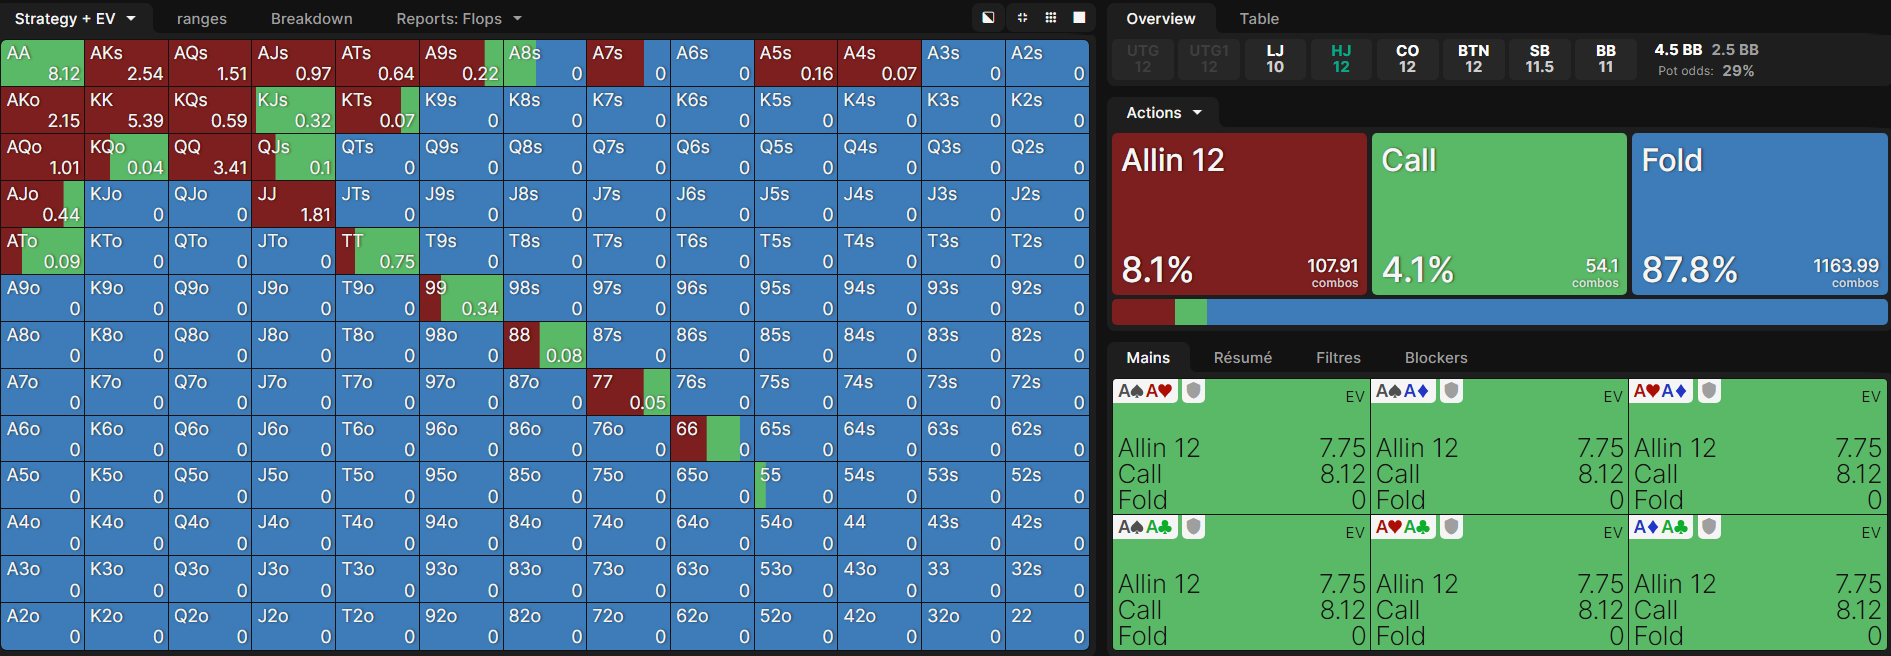 Strategy + EV ranges Breakdown Reports: Flops
AA 8.12 AKs 2.54 AQs 1.51 AJs 0.97 ATs 0.64 A9s 0.22 A8s 0 A7s 0 A6s 0 A5s 0.16 A4s 0.07 A3s 0 A2s 0
AKo 2.15 KK 5.39 KQs 0.59 KJs 0.32 KTs 0.07 K9s 0 K8s 0 K7s 0 K6s 0 K5s 0 K4s 0 K3s 0 K2s 0
AQo 1.01 KQo 0.04 QQ 3.41 QJs 0.1 QTs 0 Q9s 0 Q8s 0 Q7s 0 Q6s 0 Q5s 0 Q4s 0 Q3s 0 Q2s 0
AJo 0.44 KJo 0 QJo 0 JJ 1.81 JTs 0 J9s 0 J8s 0 J7s 0 J6s 0 J5s 0 J4s 0 J3s 0 J2s 0
ATo 0.09 KTo 0 QTo 0 JTo 0 TT 0.75 T9s 0 T8s 0 T7s 0 T6s 0 T5s 0 T4s 0 T3s 0 T2s 0
A9o 0 K9o 0 Q9o 0 J9o 0 T9o 0 99 0.34 98s 0 97s 0 96s 0 95s 0 94s 0 93s 0 92s 0
A8o 0 K8o 0 Q8o 0 J8o 0 T8o 0 98o 0 88 0.08 87s 0 86s 0 85s 0 84s 0 83s 0 82s 0
A7o 0 K7o 0 Q7o 0 J7o 0 T7o 0 97o 0 87o 0 77 0.05 76s 0 75s 0 74s 0 73s 0 72s 0
A6o 0 K6o 0 Q6o 0 J6o 0 T6o 0 96o 0 86o 0 76o 0 66 0 65s 0 64s 0 63s 0 62s 0
A5o 0 K5o 0 Q5o 0 J5o 0 T5o 0 95o 0 85o 0 75o 0 65o 0 55 0 54s 0 53s 0 52s 0
A4o 0 K4o 0 Q4o 0 J4o 0 T4o 0 94o 0 84o 0 74o 0 64o 0 54o 0 44 0 43s 0 42s 0
A3o 0 K3o 0 Q3o 0 J3o 0 T3o 0 93o 0 83o 0 73o 0 63o 0 53o 0 43o 0 33 0 32s 0
A2o 0 K2o 0 Q2o 0 J2o 0 T2o 0 92o 0 82o 0 72o 0 62o 0 52o 0 42o 0 32o 0 22 0
Overview Table
UTG UTG1 LJ HJ CO BTN SB BB 4.5 BB 2.5 BB
12 12 10 12 12 12 11.5 11 Pot odds: 29%
Actions
Allin 12 Call Fold
8.1% 107.91 combos 4.1% 54.1 combos 87.8% 1163.99 combos
Mains Résumé Filtres Blockers
A♠A♥ EV A♠A♦ EV A♥A♦ EV
Allin 12 7.75 Allin 12 7.75 Allin 12 7.75
Call 8.12 Call 8.12 Call 8.12
Fold 0 Fold 0 Fold 0
A♠A♣ EV A♥A♣ EV A♦A♣ EV
Allin 12 7.75 Allin 12 7.75 Allin 12 7.75
Call 8.12 Call 8.12 Call 8.12
Fold 0 Fold 0 Fold 0